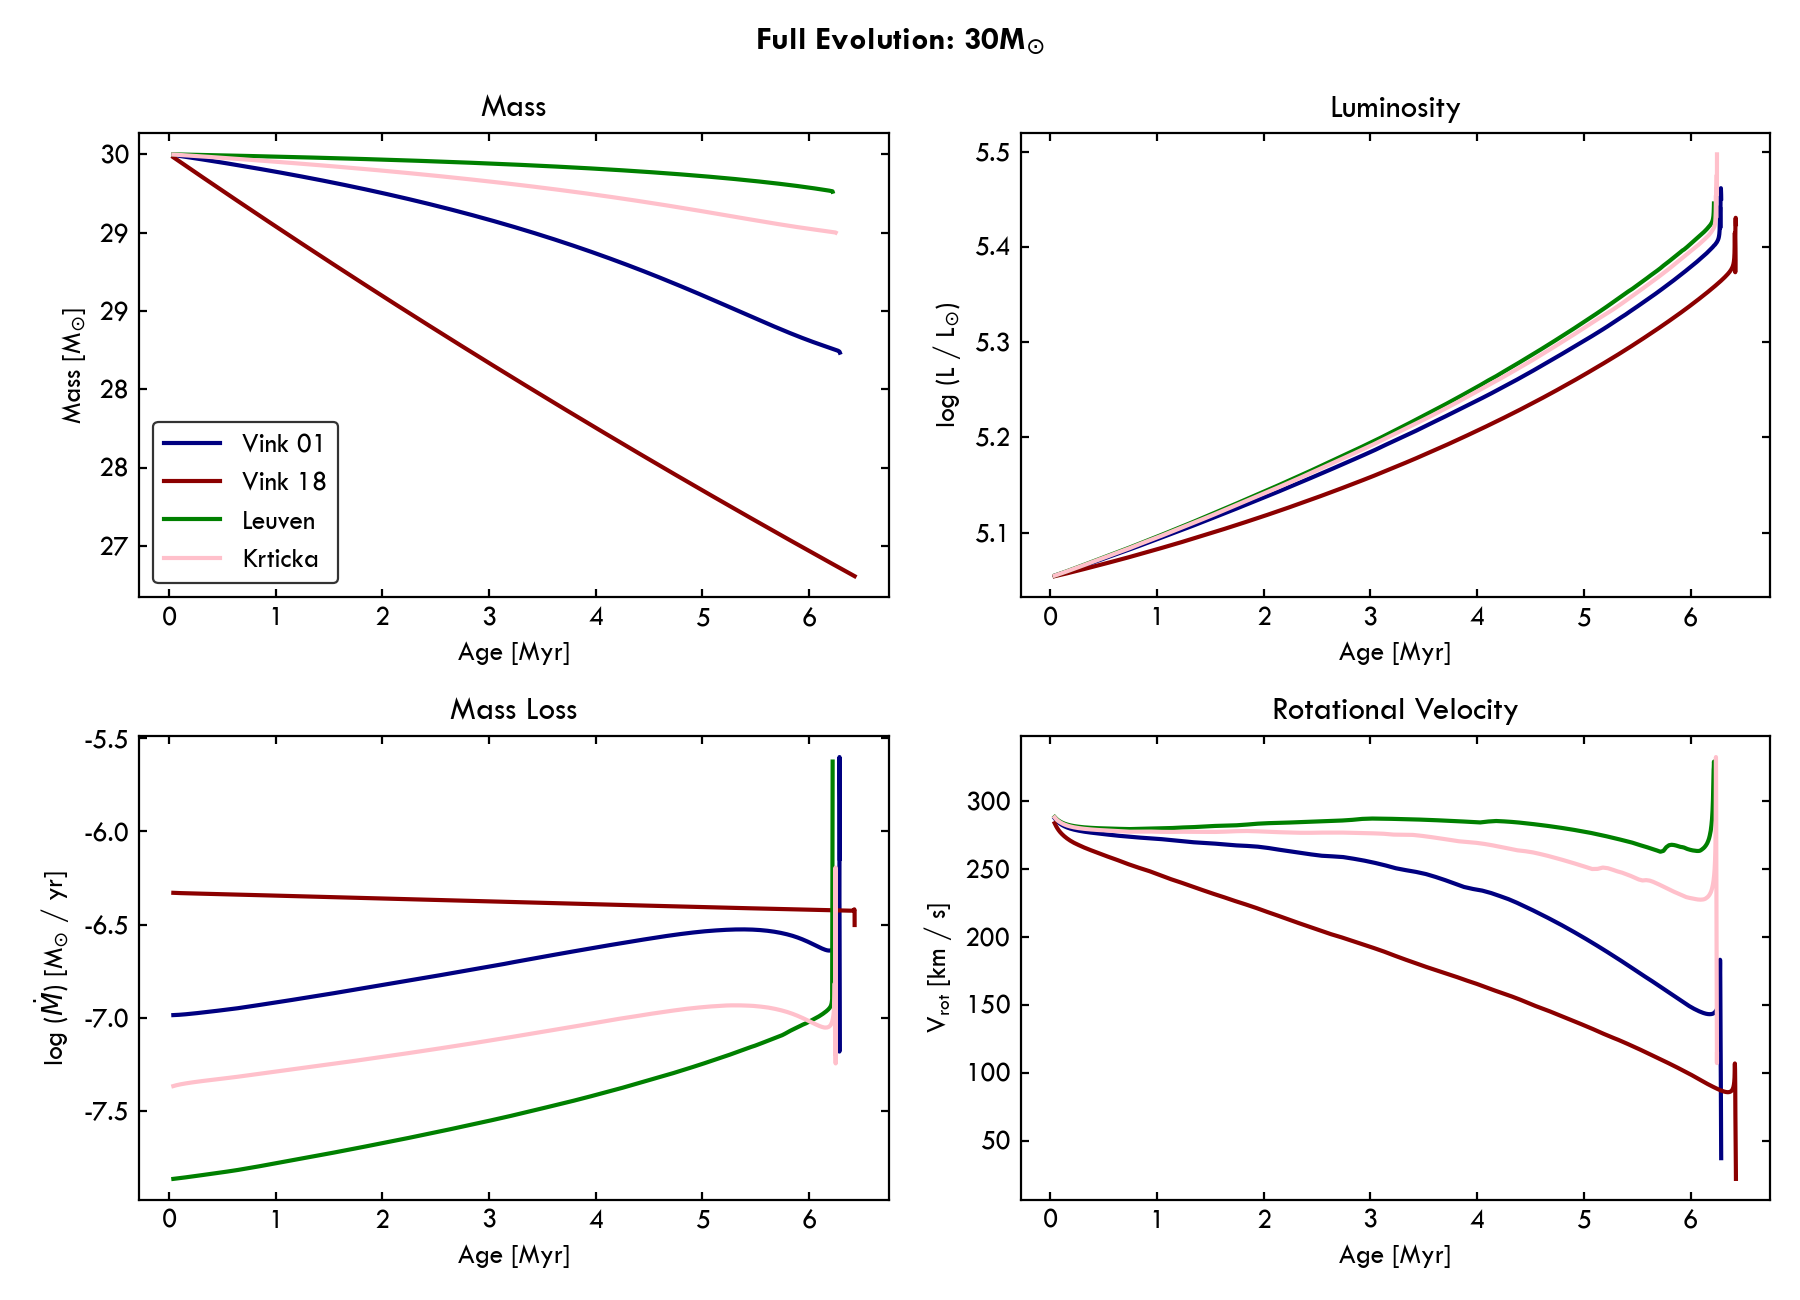 Full Evolution: 30M⊙
Mass
30
29
29
28
28
27
Mass [M⊙]
Vink 01
Vink 18
Leuven
Krticka
0 1 2 3 4 5 6
Age [Myr]
Luminosity
5.5
5.4
5.3
5.2
5.1
log (L / L⊙)
0 1 2 3 4 5 6
Age [Myr]
Mass Loss
-5.5
-6.0
-6.5
-7.0
-7.5
log (Ṁ) [M⊙ / yr]
0 1 2 3 4 5 6
Age [Myr]
Rotational Velocity
300
250
200
150
100
50
Vrot [km / s]
0 1 2 3 4 5 6
Age [Myr]